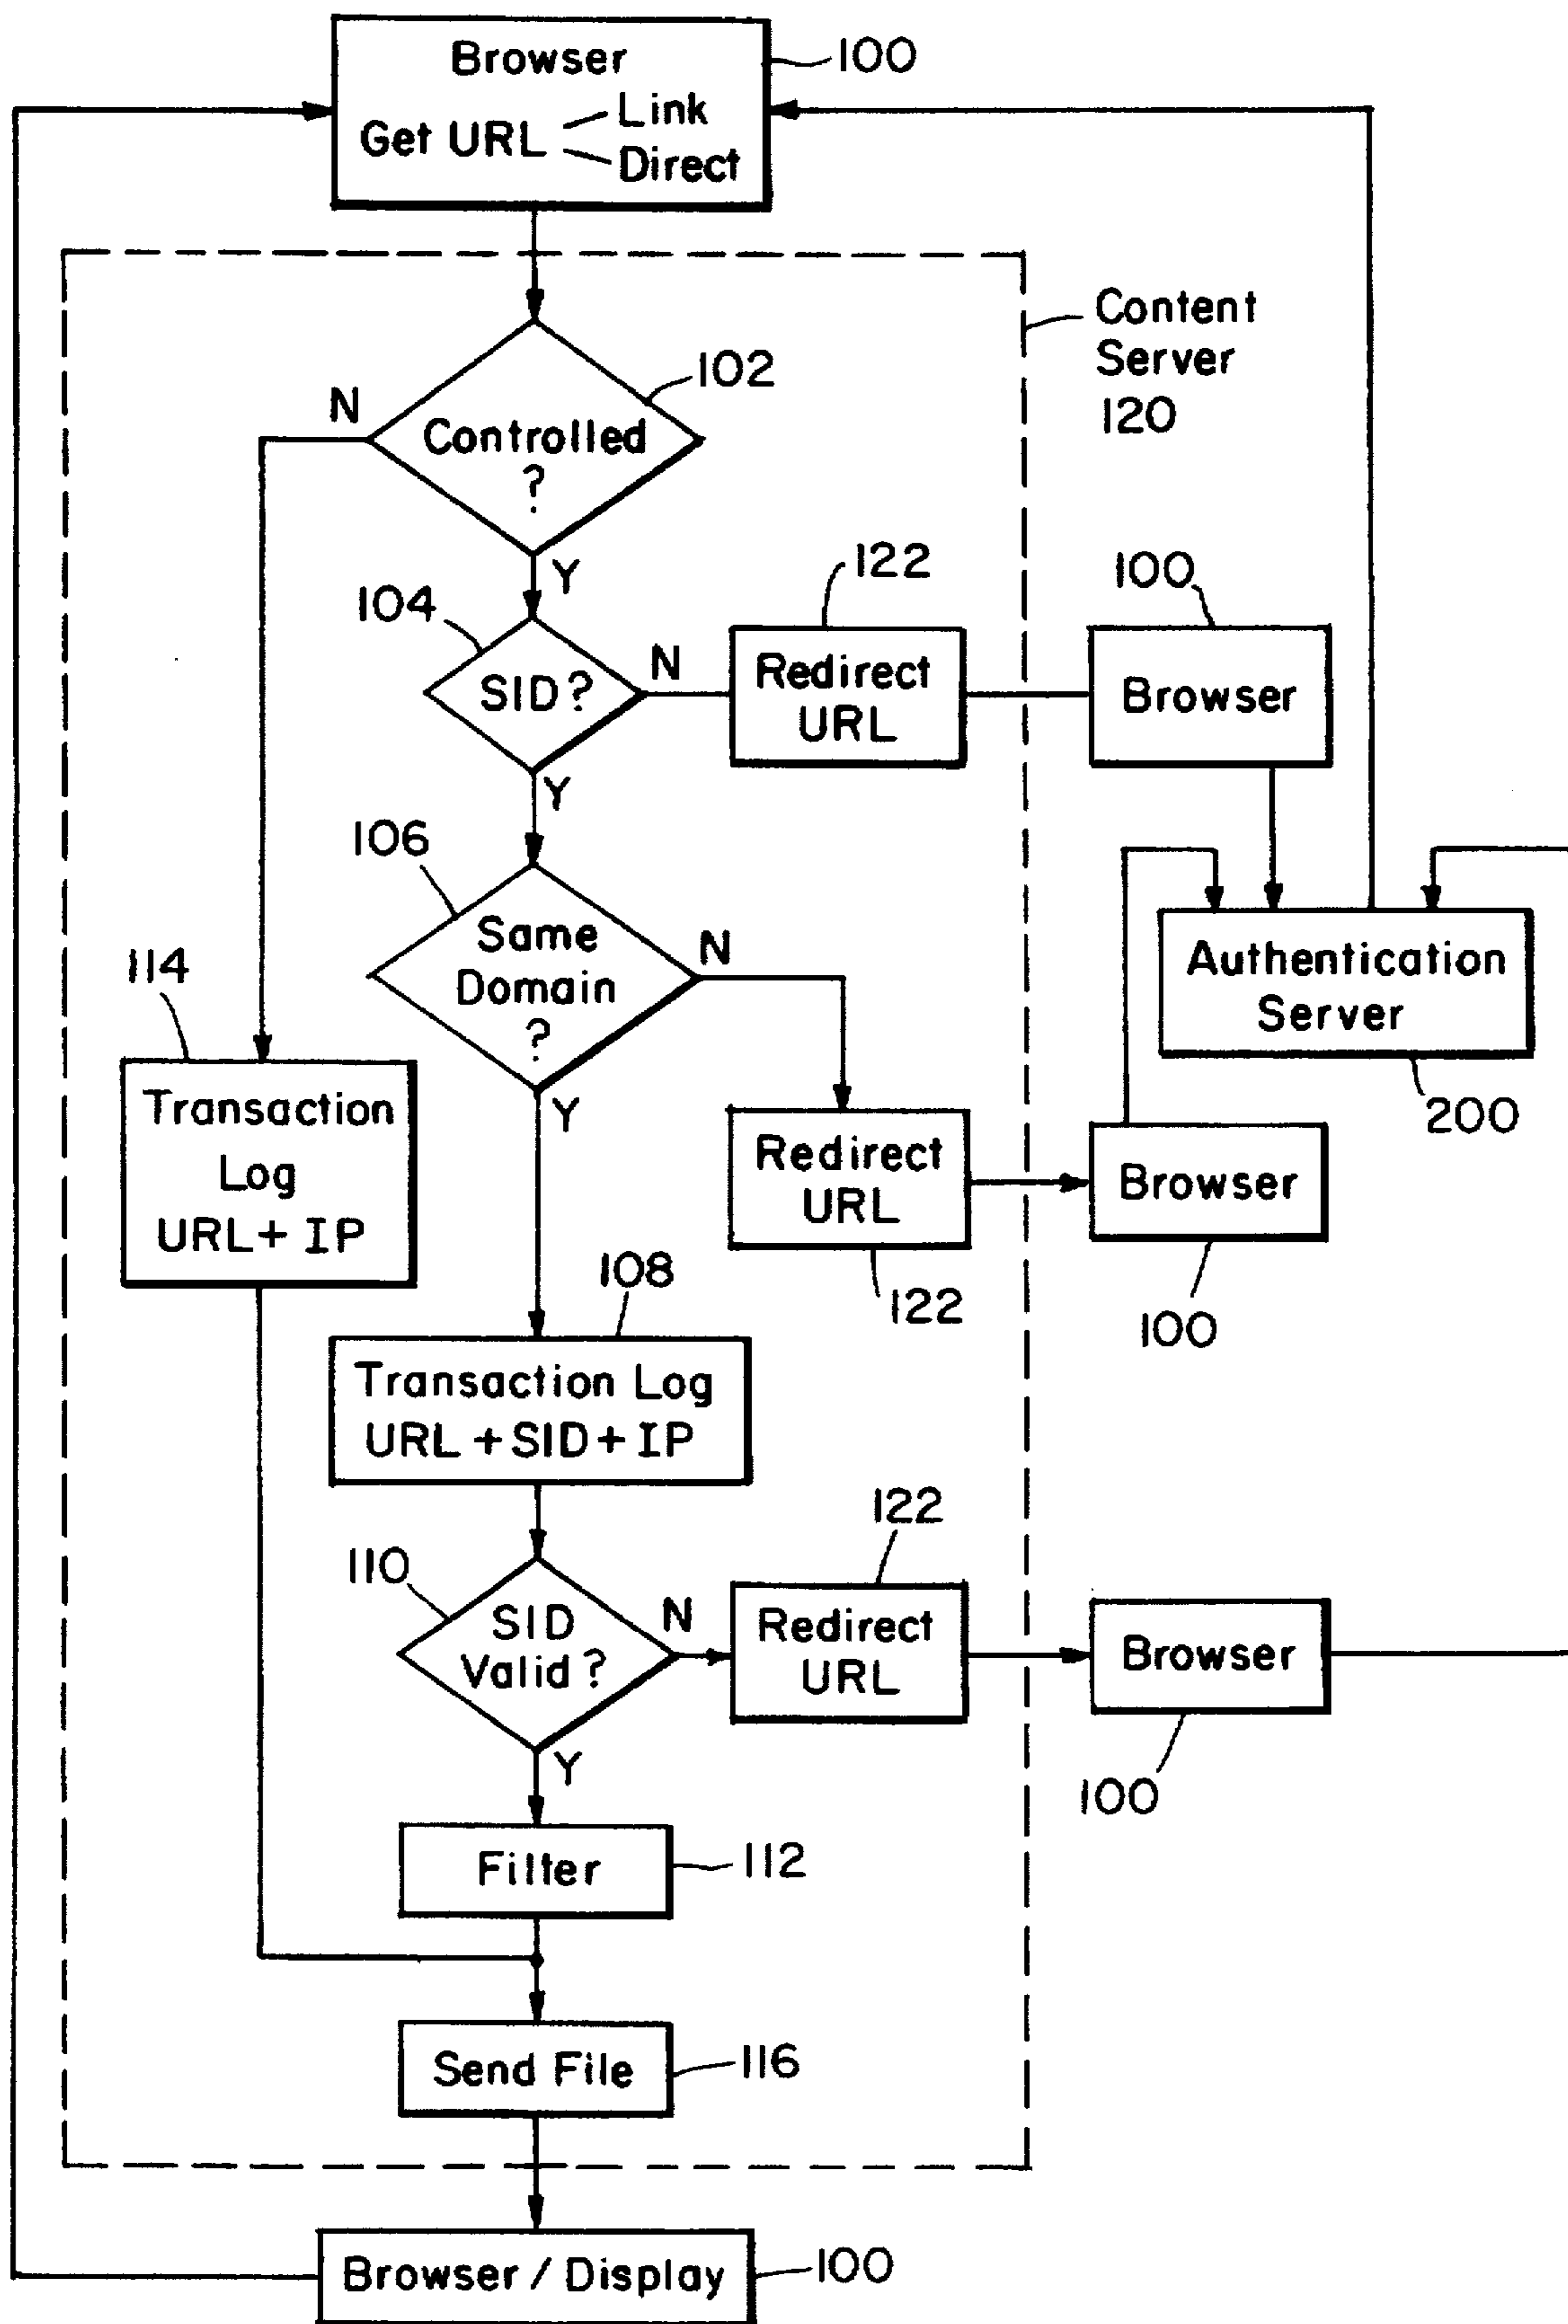 Browser
100
Get URL
Link
Direct
Content
Server
120
102
N
Controlled
?
Y
104
SID?
N
122
Redirect
URL
100
Browser
Y
106
Same
Domain
?
N
Authentication
Server
200
114
Transaction
Log
URL+ IP
Y
Redirect
URL
122
Browser
100
108
Transaction Log
URL+SID+IP
110
SID
Valid?
N
122
Redirect
URL
Browser
100
Y
Filter
112
Send File
116
Browser / Display
100